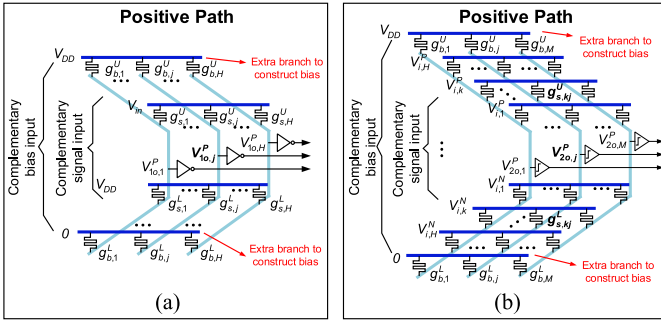 Positive Path
V_DD
g^U_b,1 g^U_b,j g^U_b,H
Extra branch to
construct bias
Complementary
bias input
Complementary
signal input
V_in
g^U_s,1 g^U_s,j g^U_s,H
V^P_1o,1 V^P_1o,j V^P_1o,H
V_DD
g^L_s,1 g^L_s,j g^L_s,H
0
g^L_b,1 g^L_b,j g^L_b,H
Extra branch to
construct bias
(a)
Positive Path
V_DD
g^U_b,1 g^U_b,j g^U_b,M
Extra branch to
construct bias
Complementary
bias input
Complementary
signal input
V^P_i,H
V^P_i,k
g^U_s,kj
V^P_i,1
V^P_2o,1 V^P_2o,j V^P_2o,M
V^N_i,1
V^N_i,k
g^L_s,kj
V^N_i,H
0
g^L_b,1 g^L_b,j g^L_b,M
Extra branch to
construct bias
(b)